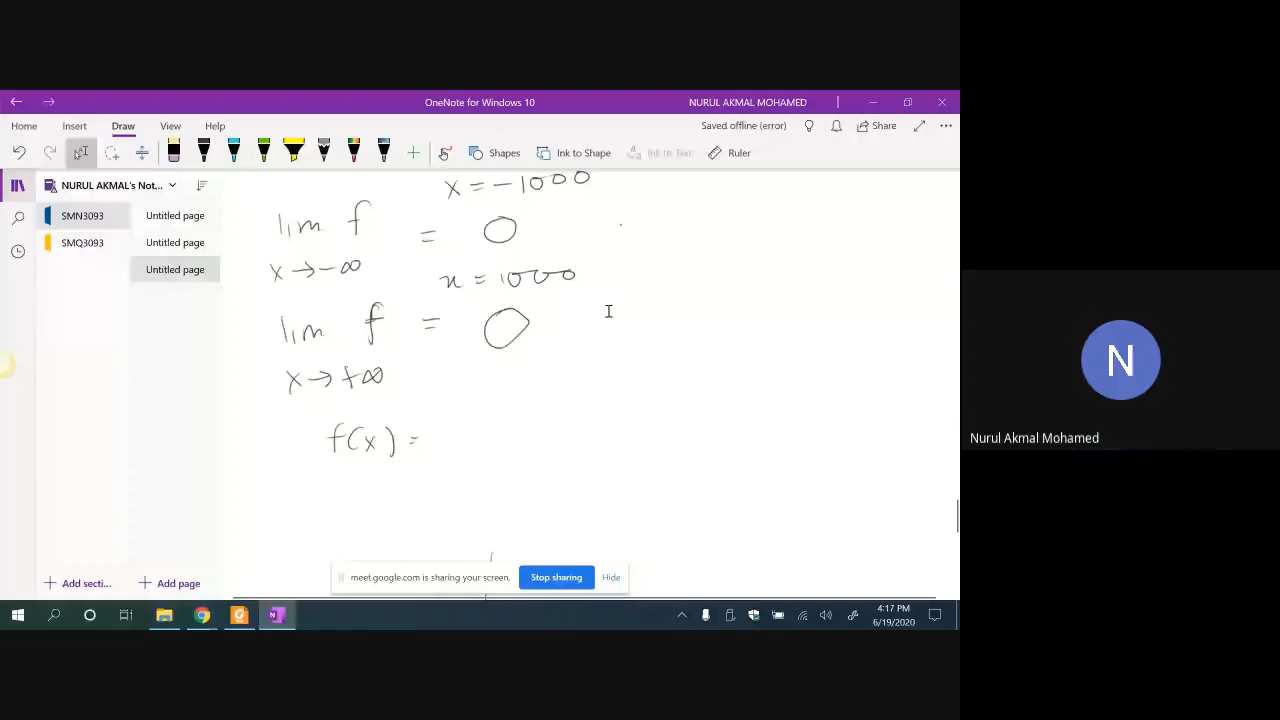 OneNote for Windows 10
NURUL AKMAL MOHAMED
Home Insert Draw View Help
Saved offline (error)
Share
Shapes
Ink to Shape
Ink to Text
Ruler
NURUL AKMAL's Not...
SMN3093
SMQ3093
Untitled page
Untitled page
Untitled page
x = -1000
lim f = 0
x → -∞
x = 1000
lim f = 0
x → +∞
f(x) =
Add secti...
Add page
meet.google.com is sharing your screen.
Stop sharing
Hide
4:17 PM
6/19/2020
N
Nurul Akmal Mohamed